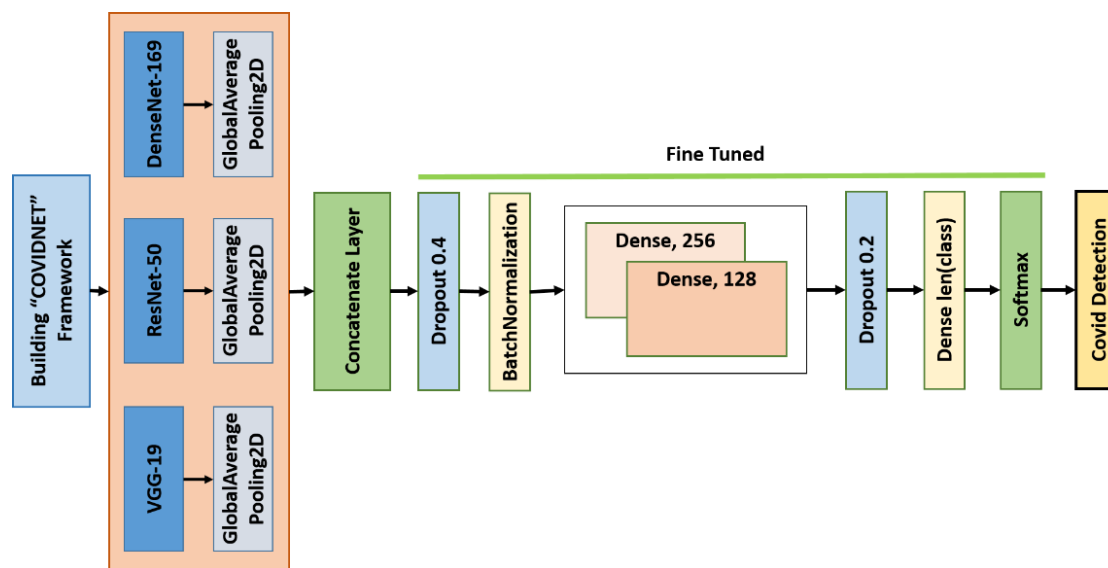 Building “COVIDNET”
Framework
DenseNet-169
GlobalAverage
Pooling2D
ResNet-50
GlobalAverage
Pooling2D
VGG-19
GlobalAverage
Pooling2D
Concatenate Layer
Fine Tuned
Dropout 0.4
BatchNormalization
Dense, 256
Dense, 128
Dropout 0.2
Dense len(class)
Softmax
Covid Detection